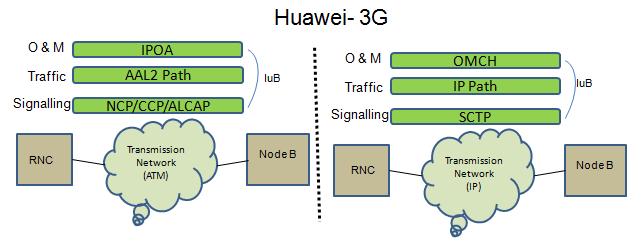 Huawei- 3G
O & M
IPOA
Traffic
AAL2 Path
IuB
Signalling
NCP/CCP/ALCAP
RNC
Transmission
Network
(ATM)
Node B
O & M
OMCH
Traffic
IP Path
IuB
Signalling
SCTP
RNC
Transmission
Network
(IP)
Node B